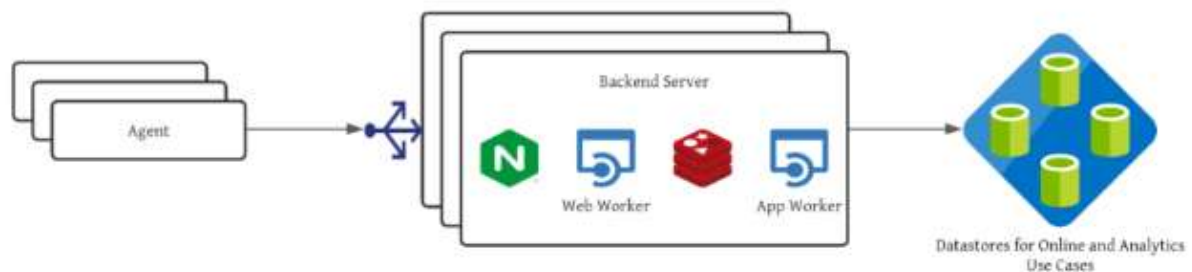 Agent
Backend Server
N
Web Worker
App Worker
Datastores for Online and Analytics
Use Cases